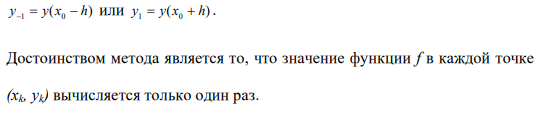 y₋₁ = y(x₀ − h) или y₁ = y(x₀ + h).
Достоинством метода является то, что значение функции f в каждой точке
(xₖ, yₖ) вычисляется только один раз.